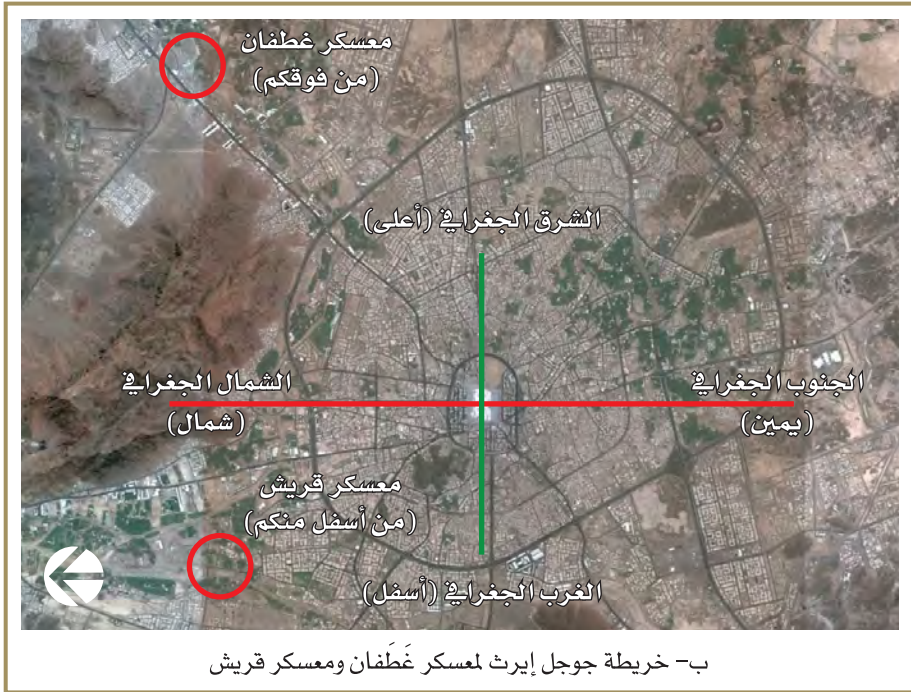 معسكر غطفان
(من فوقكم)
الشرق الجغرافي (أعلى)
الشمال الجغرافي
(شمال)
الجنوب الجغرافي
(يمين)
معسكر قريش
(من أسفل منكم)
الغرب الجغرافي (أسفل)
ب- خريطة جوجل إيرث لمعسكر غَطَفان ومعسكر قريش